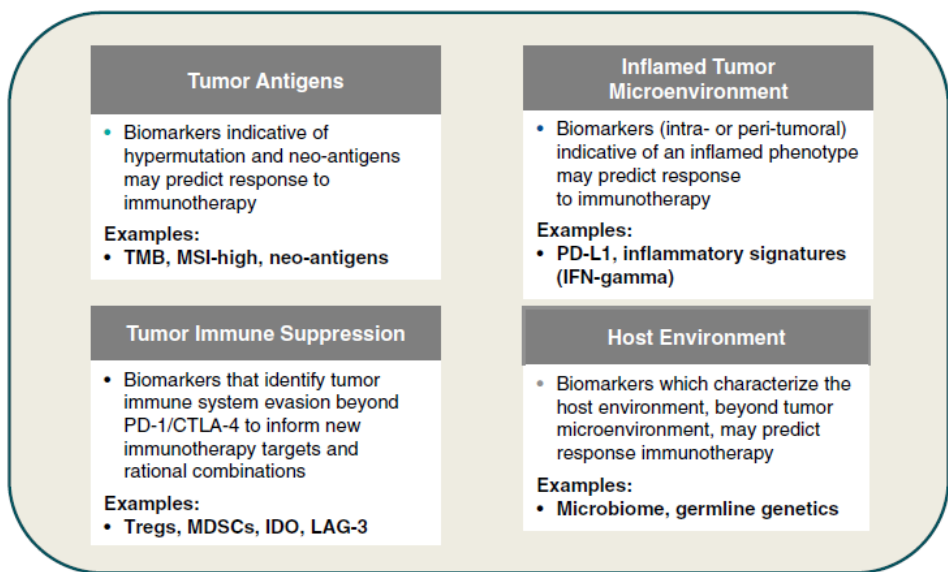 Tumor Antigens
• Biomarkers indicative of
hypermutation and neo-antigens
may predict response to
immunotherapy
Examples:
• TMB, MSI-high, neo-antigens
Inflamed Tumor
Microenvironment
• Biomarkers (intra- or peri-tumoral)
indicative of an inflamed phenotype
may predict response
to immunotherapy
Examples:
• PD-L1, inflammatory signatures
(IFN-gamma)
Tumor Immune Suppression
• Biomarkers that identify tumor
immune system evasion beyond
PD-1/CTLA-4 to inform new
immunotherapy targets and
rational combinations
Examples:
• Tregs, MDSCs, IDO, LAG-3
Host Environment
• Biomarkers which characterize the
host environment, beyond tumor
microenvironment, may predict
response immunotherapy
Examples:
• Microbiome, germline genetics